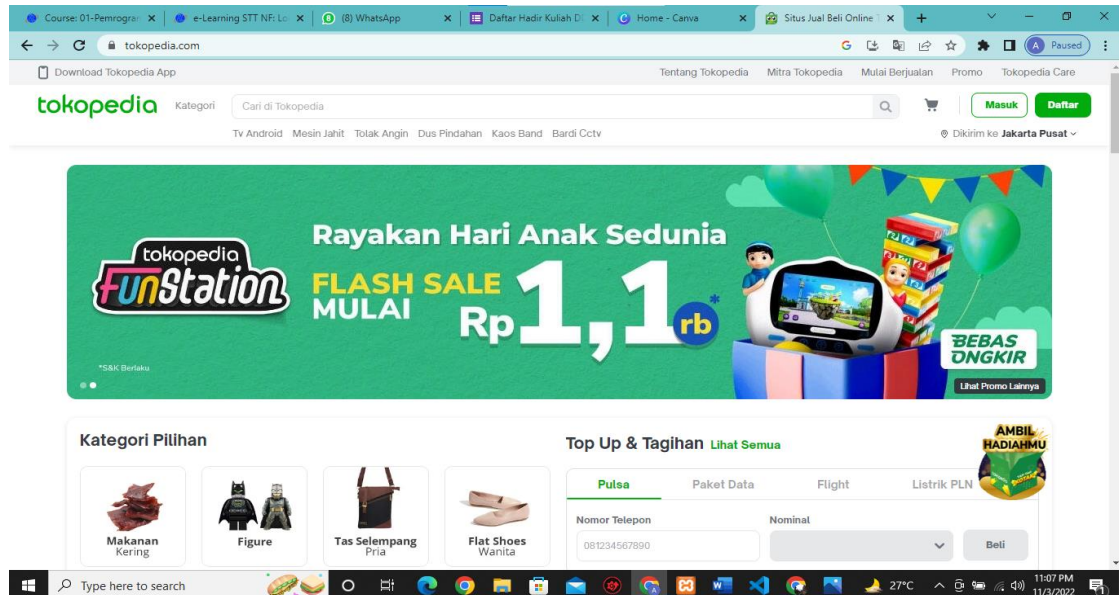 Course: 01-Pemrogran
e-Learning STT NF: Lo
(8) WhatsApp
Daftar Hadir Kuliah D
Home - Canva
Situs Jual Beli Online
tokopedia.com
Paused
Download Tokopedia App
Tentang Tokopedia Mitra Tokopedia Mulai Berjualan Promo Tokopedia Care
tokopedia Kategori Cari di Tokopedia Masuk Daftar
Tv Android Mesin Jahit Tolak Angin Dus Pindahan Kaos Band Bardi Cctv
Dikirim ke Jakarta Pusat
tokopedia
FunStation
Rayakan Hari Anak Sedunia
FLASH SALE
MULAI
Rp1,1rb*
*S&K Berlaku
BEBAS
ONGKIR
Lihat Promo Lainnya
Kategori Pilihan
Makanan
Kering
Figure
Tas Selempang
Pria
Flat Shoes
Wanita
Top Up & Tagihan Lihat Semua
AMBIL
HADIAHMU
Pulsa Paket Data Flight Listrik PLN
Nomor Telepon Nominal
081234567890 Beli
Type here to search
27°C
11:07 PM
11/3/2022